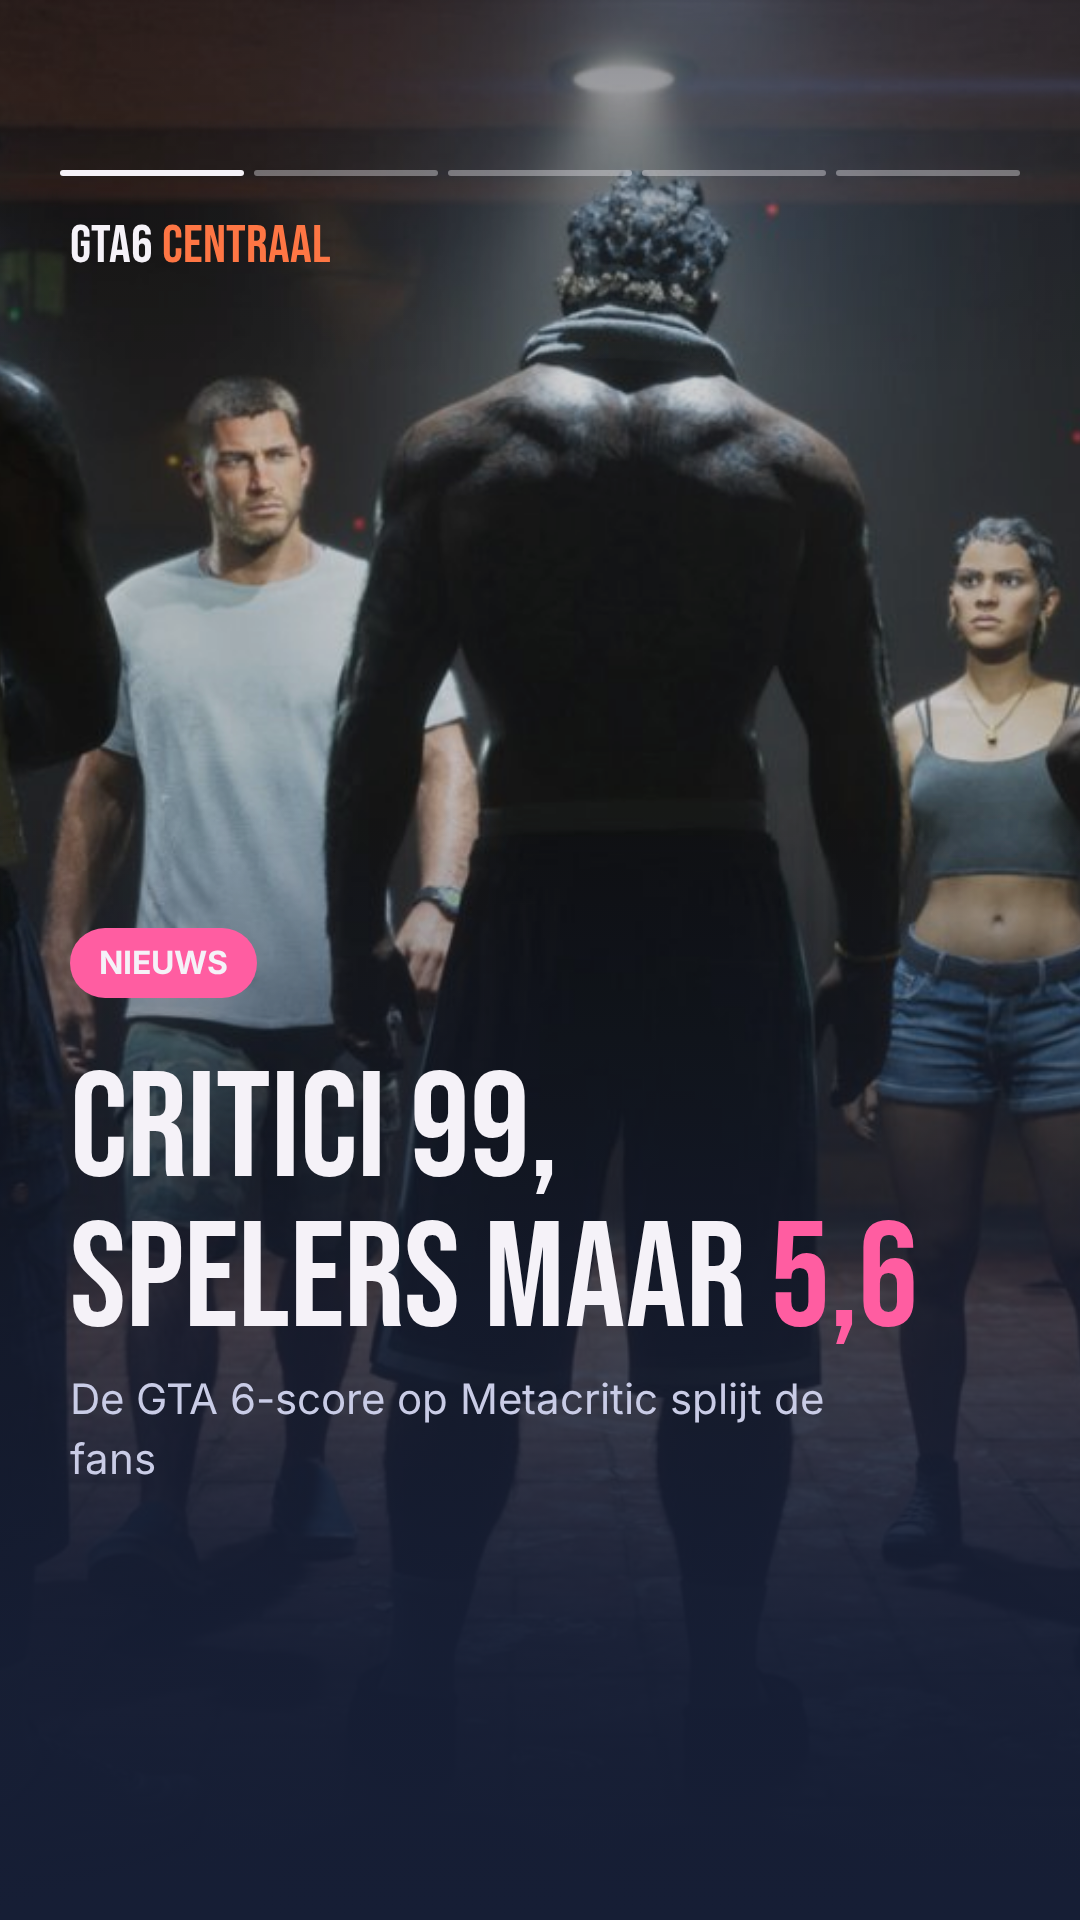 GTA6 CENTRAAL
NIEUWS
CRITICI 99,
SPELERS MAAR 5,6
De GTA 6-score op Metacritic splijt de
fans